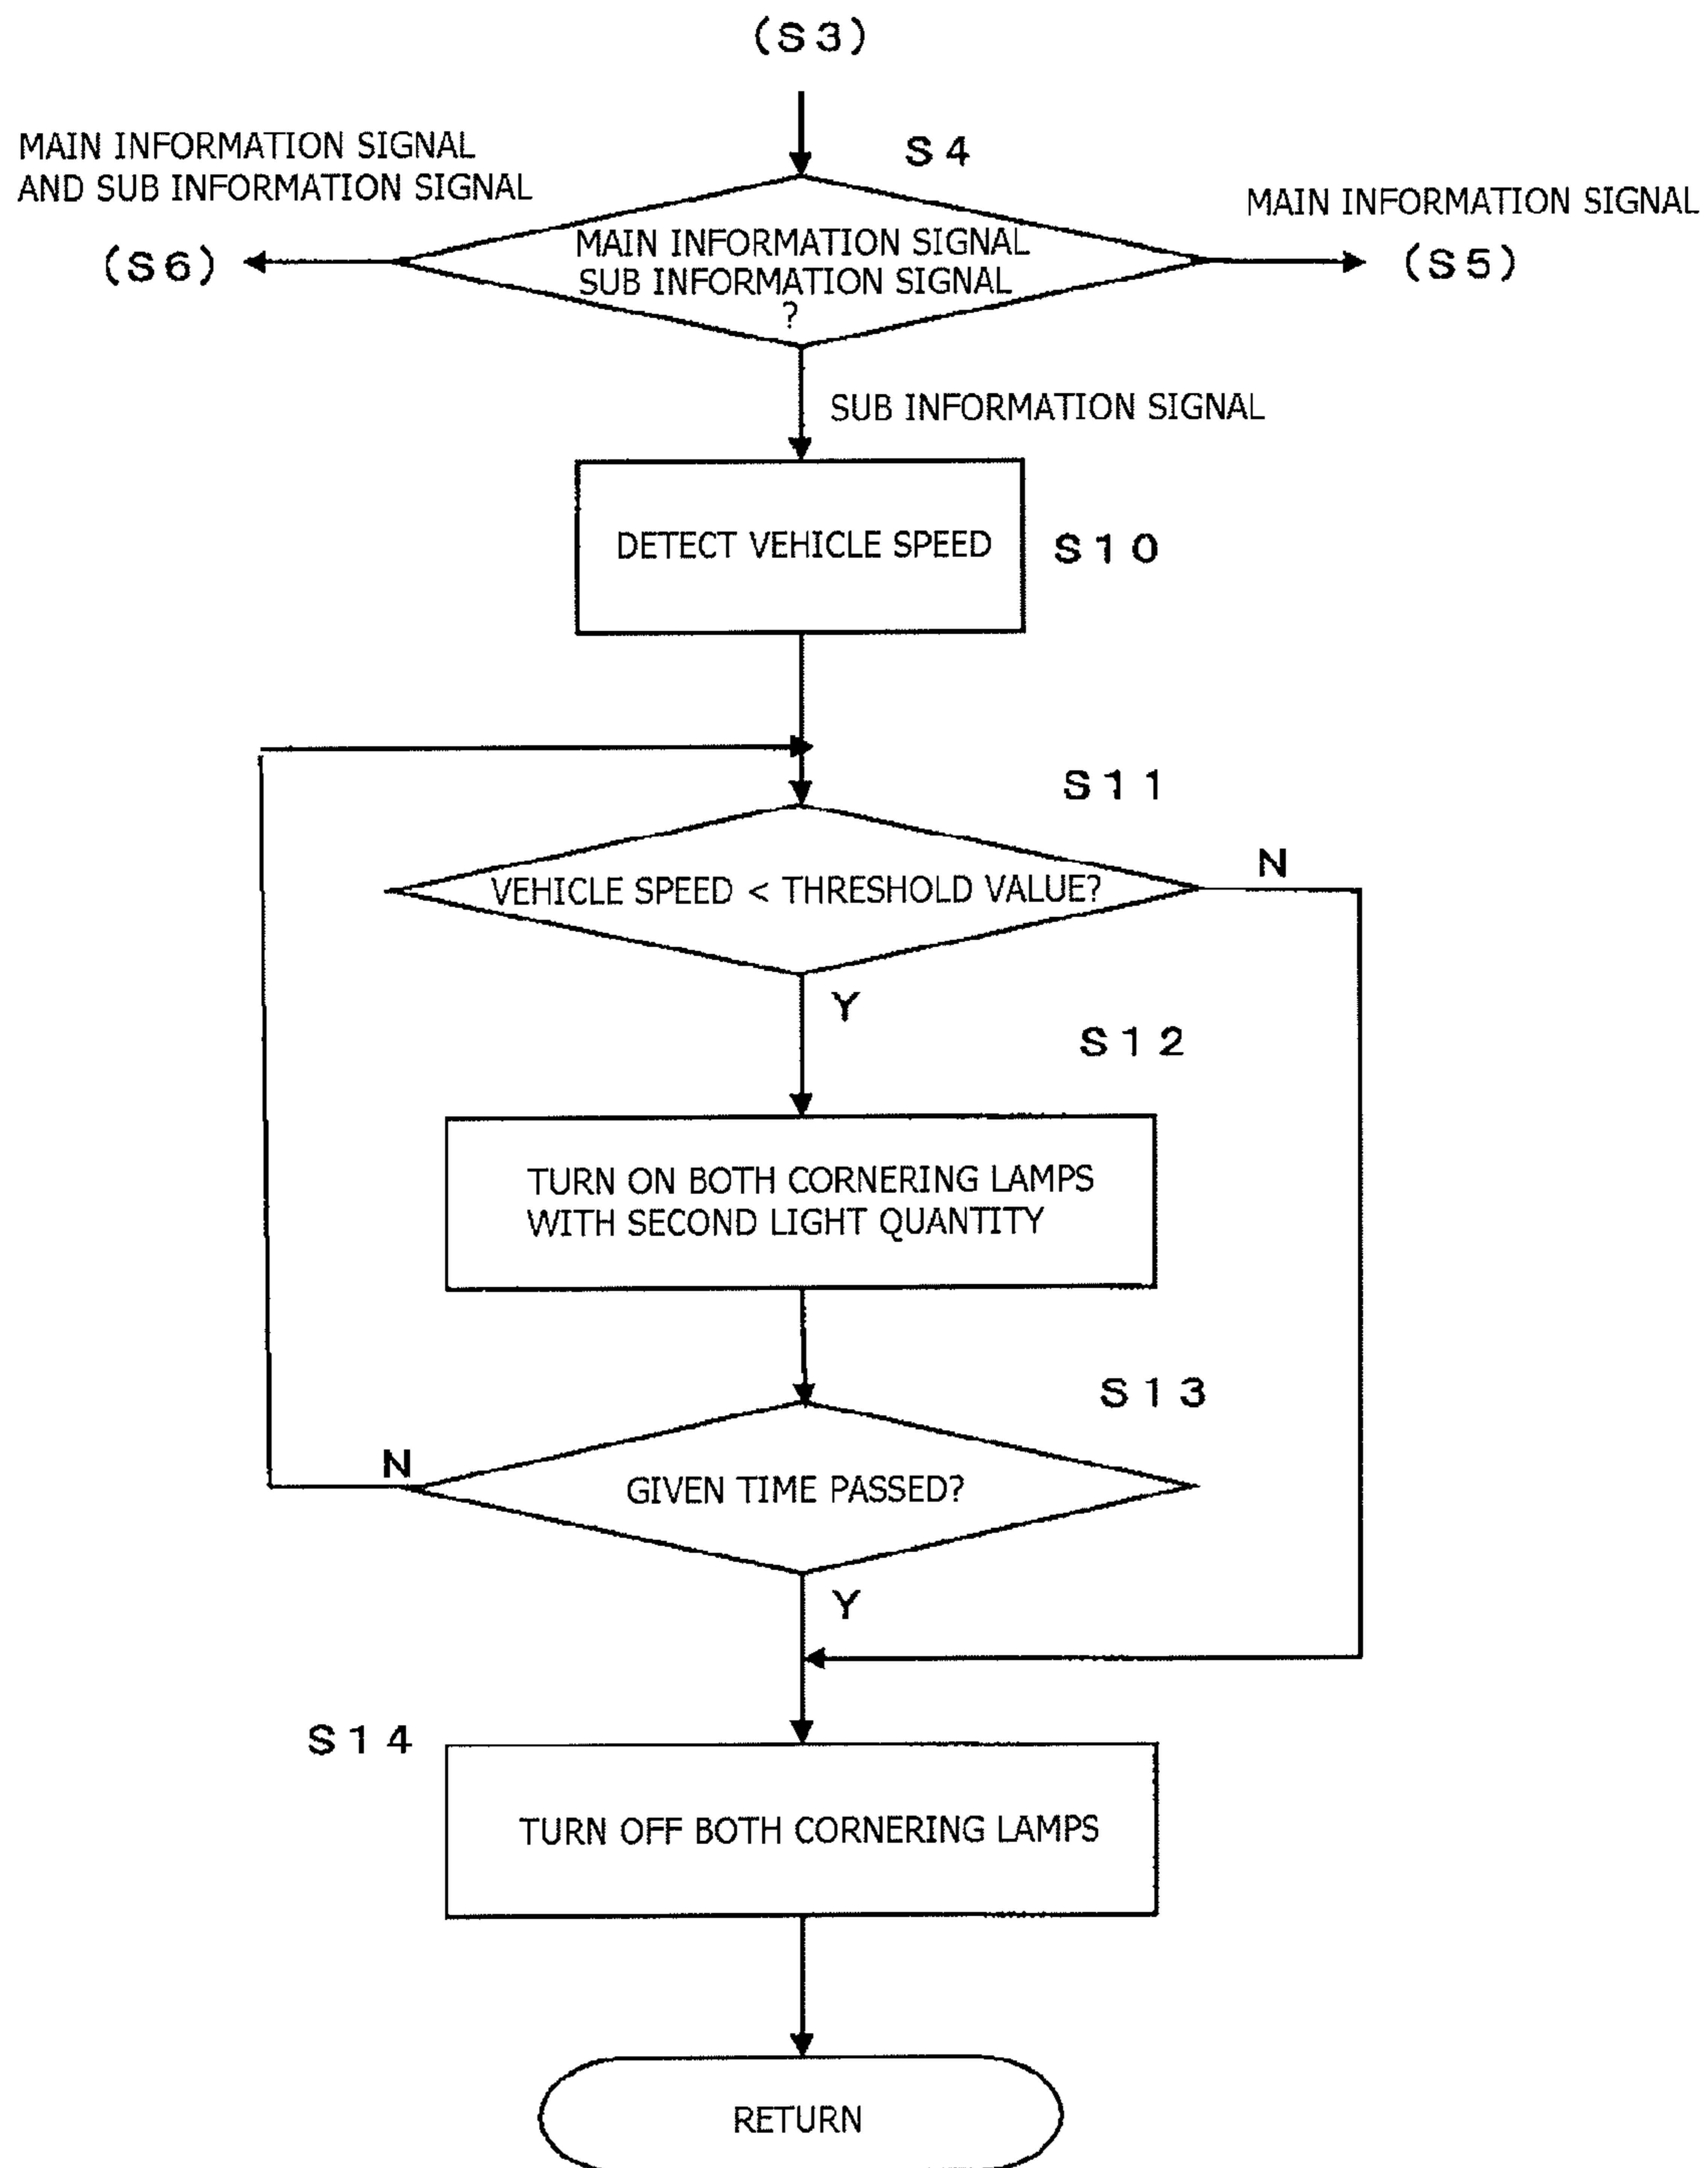 (S3)
MAIN INFORMATION SIGNAL
AND SUB INFORMATION SIGNAL
S4
MAIN INFORMATION SIGNAL
(S6)
MAIN INFORMATION SIGNAL
SUB INFORMATION SIGNAL
?
(S5)
SUB INFORMATION SIGNAL
DETECT VEHICLE SPEED
S10
S11
VEHICLE SPEED < THRESHOLD VALUE?
N
Y
S12
TURN ON BOTH CORNERING LAMPS
WITH SECOND LIGHT QUANTITY
S13
N
GIVEN TIME PASSED?
Y
S14
TURN OFF BOTH CORNERING LAMPS
RETURN